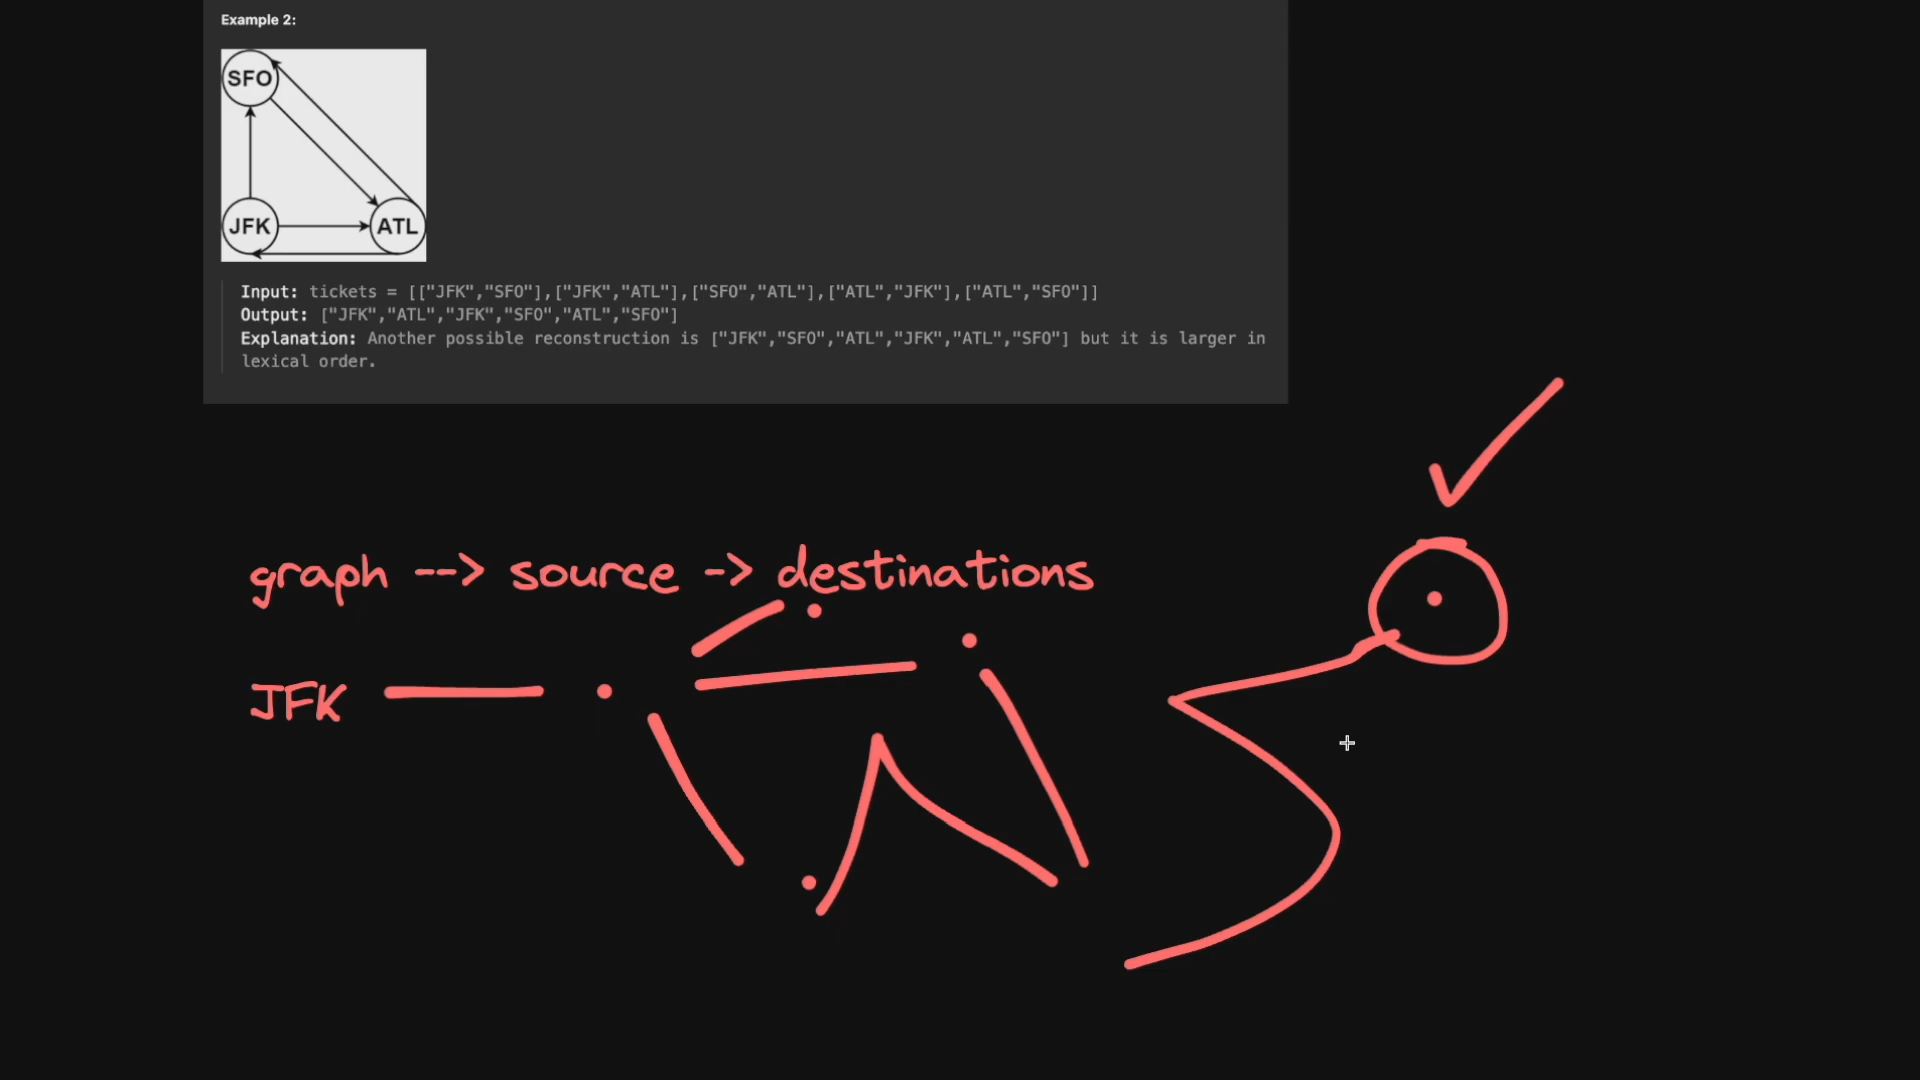 Example 2:
SFO
JFK
ATL
Input: tickets = [["JFK","SFO"],["JFK","ATL"],["SFO","ATL"],["ATL","JFK"],["ATL","SFO"]]
Output: ["JFK","ATL","JFK","SFO","ATL","SFO"]
Explanation: Another possible reconstruction is ["JFK","SFO","ATL","JFK","ATL","SFO"] but it is larger in
lexical order.
graph --> source -> destinations
JFK